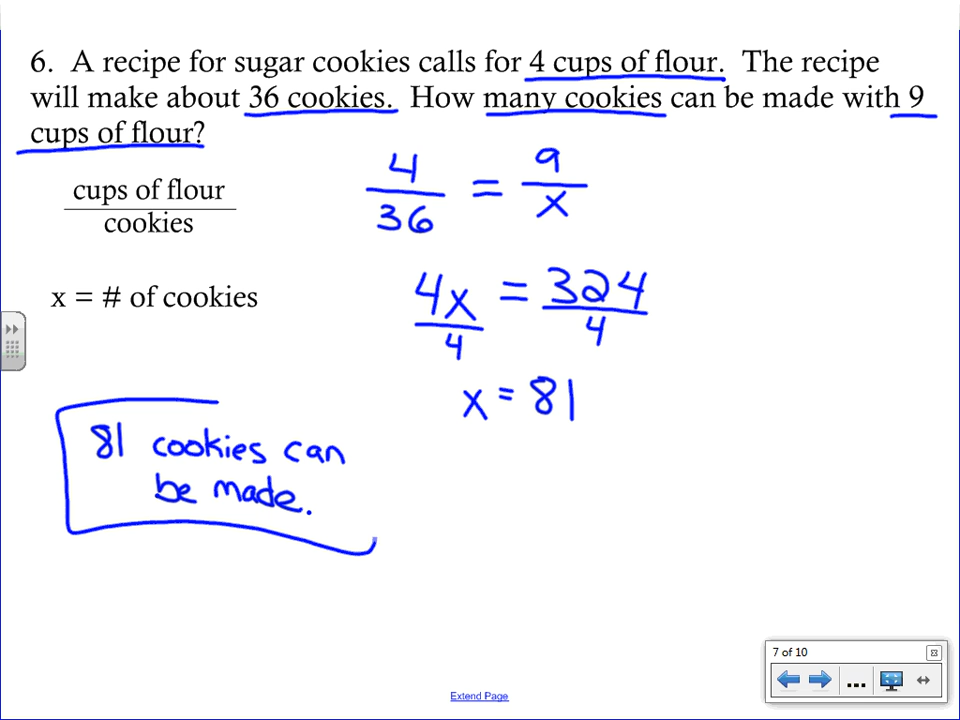 6. A recipe for sugar cookies calls for 4 cups of flour. The recipe
will make about 36 cookies. How many cookies can be made with 9
cups of flour?
4/36 = 9/x
cups of flour
cookies
x = # of cookies
4x/4 = 324/4
x = 81
81 cookies can
be made.
7 of 10
Extend Page